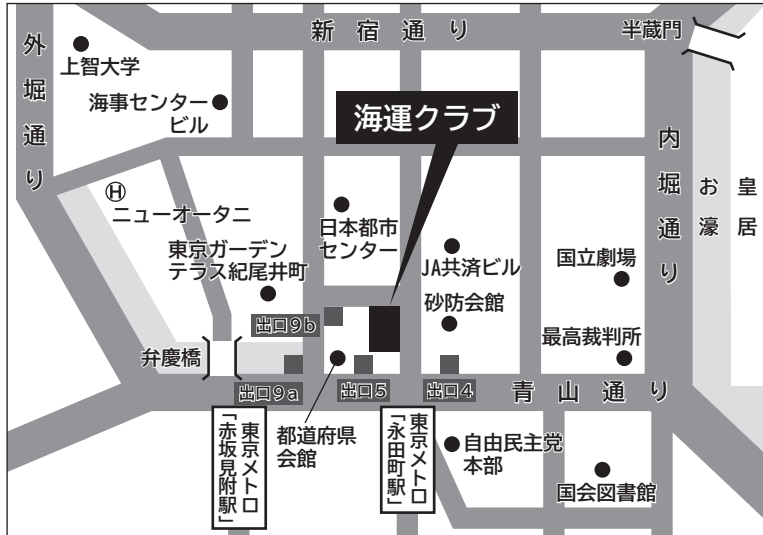 新宿通り
半蔵門
外堀通り
上智大学
海事センター
ビル
海運クラブ
内堀通り
お濠
皇居
H
ニューオータニ
日本都市
センター
東京ガーデン
テラス紀尾井町
JA共済ビル
国立劇場
砂防会館
出口9b
弁慶橋
最高裁判所
出口9a
出口5
出口4
青山通り
東京メトロ
「赤坂見附駅」
都道府県
会館
東京メトロ
「永田町駅」
自由民主党
本部
国会図書館